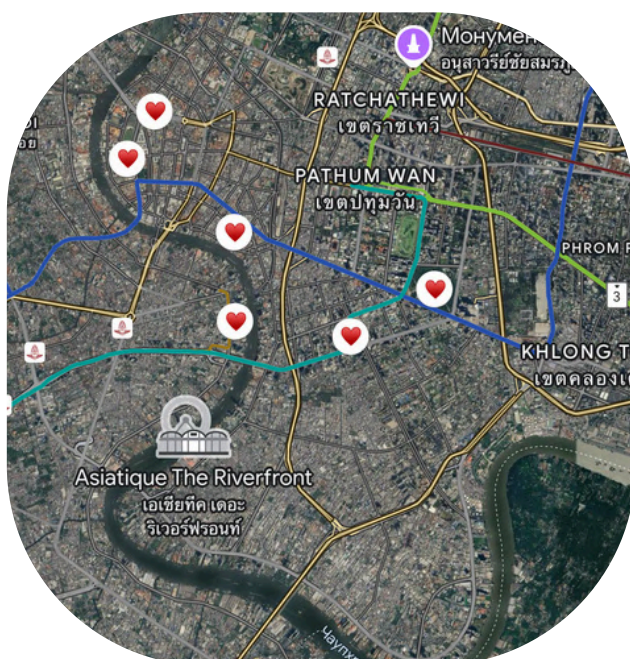 Монумен
อนุสาวรีย์ชัยสมรภู
RATCHATHEWI
เขตราชเทวี
PATHUM WAN
เขตปทุมวัน
PHROM P
3
KHLONG T
เขตคลองเต
Asiatique The Riverfront
เอเชียทีค เดอะ
ริเวอร์ฟรอนท์
Чаупх